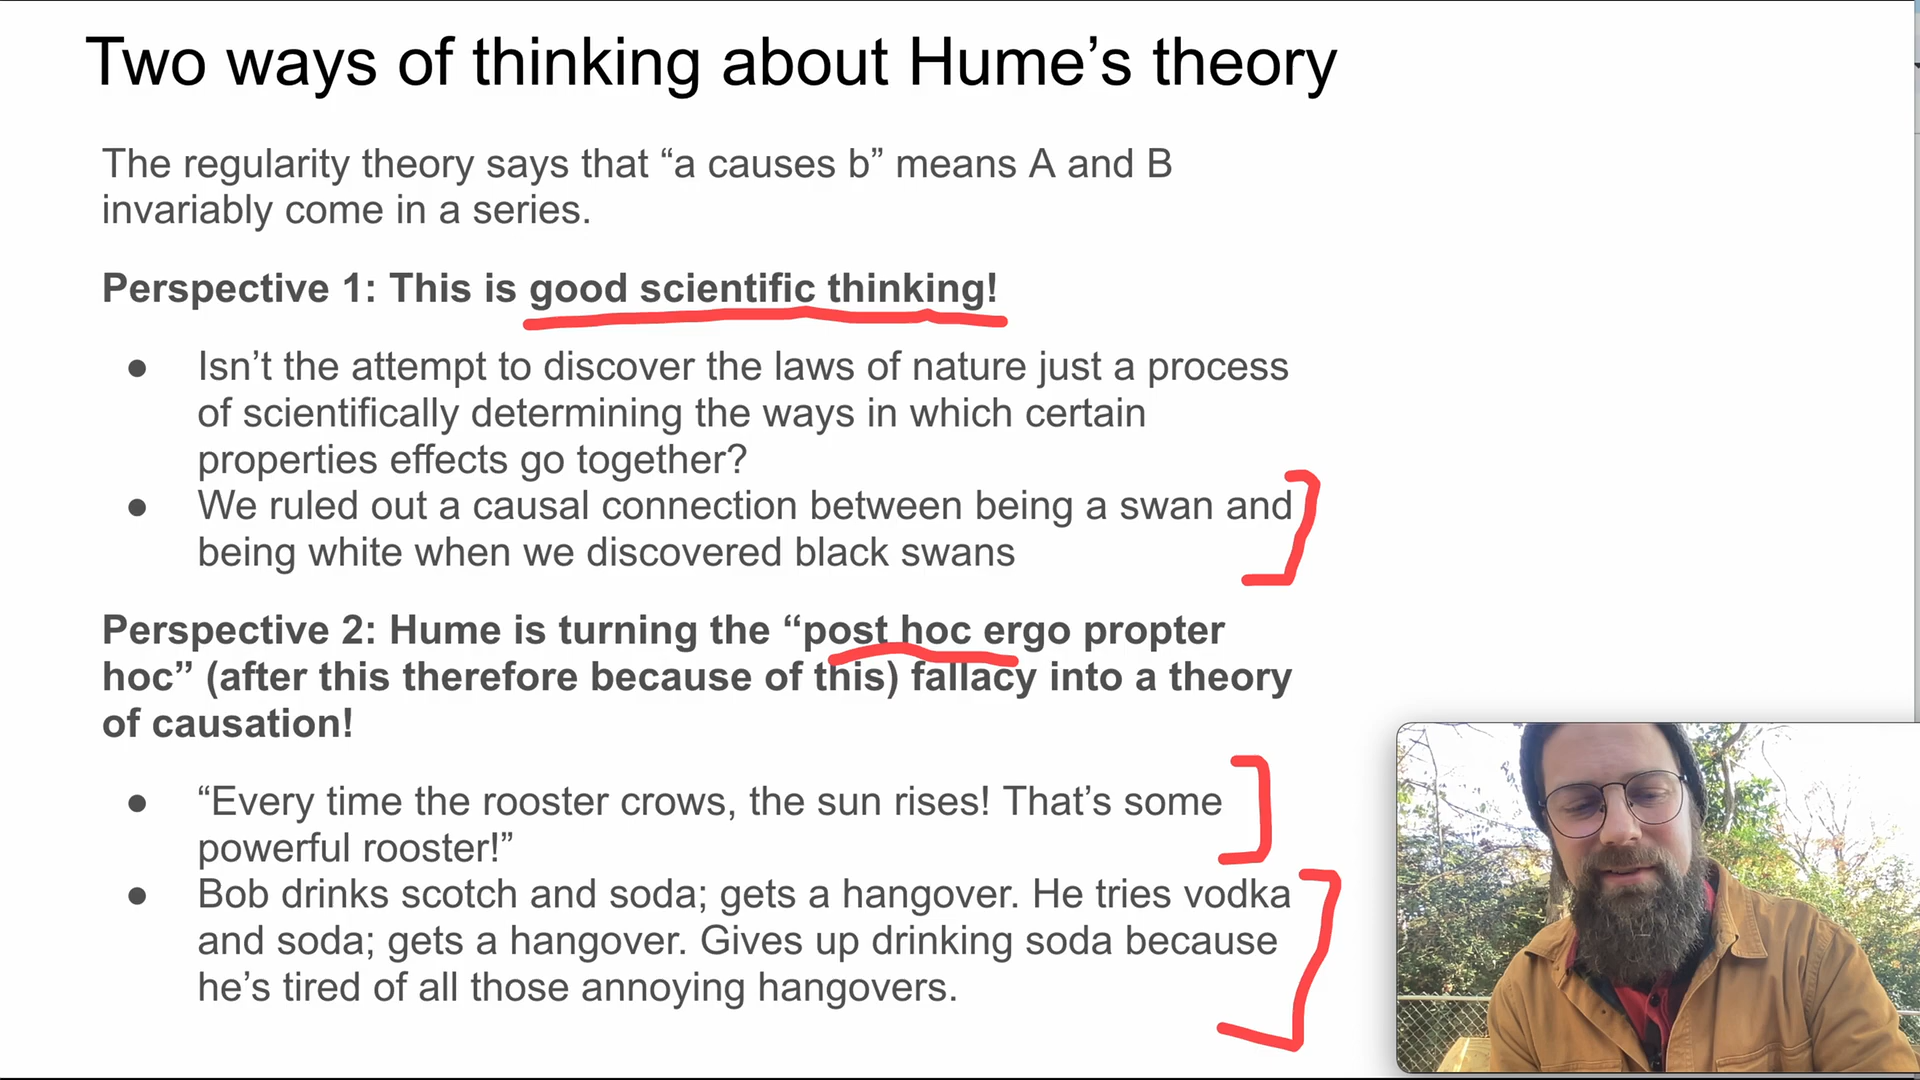 Two ways of thinking about Hume’s theory
The regularity theory says that “a causes b” means A and B
invariably come in a series.
Perspective 1: This is good scientific thinking!
● Isn’t the attempt to discover the laws of nature just a process
of scientifically determining the ways in which certain
properties effects go together?
● We ruled out a causal connection between being a swan and
being white when we discovered black swans
Perspective 2: Hume is turning the “post hoc ergo propter
hoc” (after this therefore because of this) fallacy into a theory
of causation!
● “Every time the rooster crows, the sun rises! That’s some
powerful rooster!”
● Bob drinks scotch and soda; gets a hangover. He tries vodka
and soda; gets a hangover. Gives up drinking soda because
he’s tired of all those annoying hangovers.